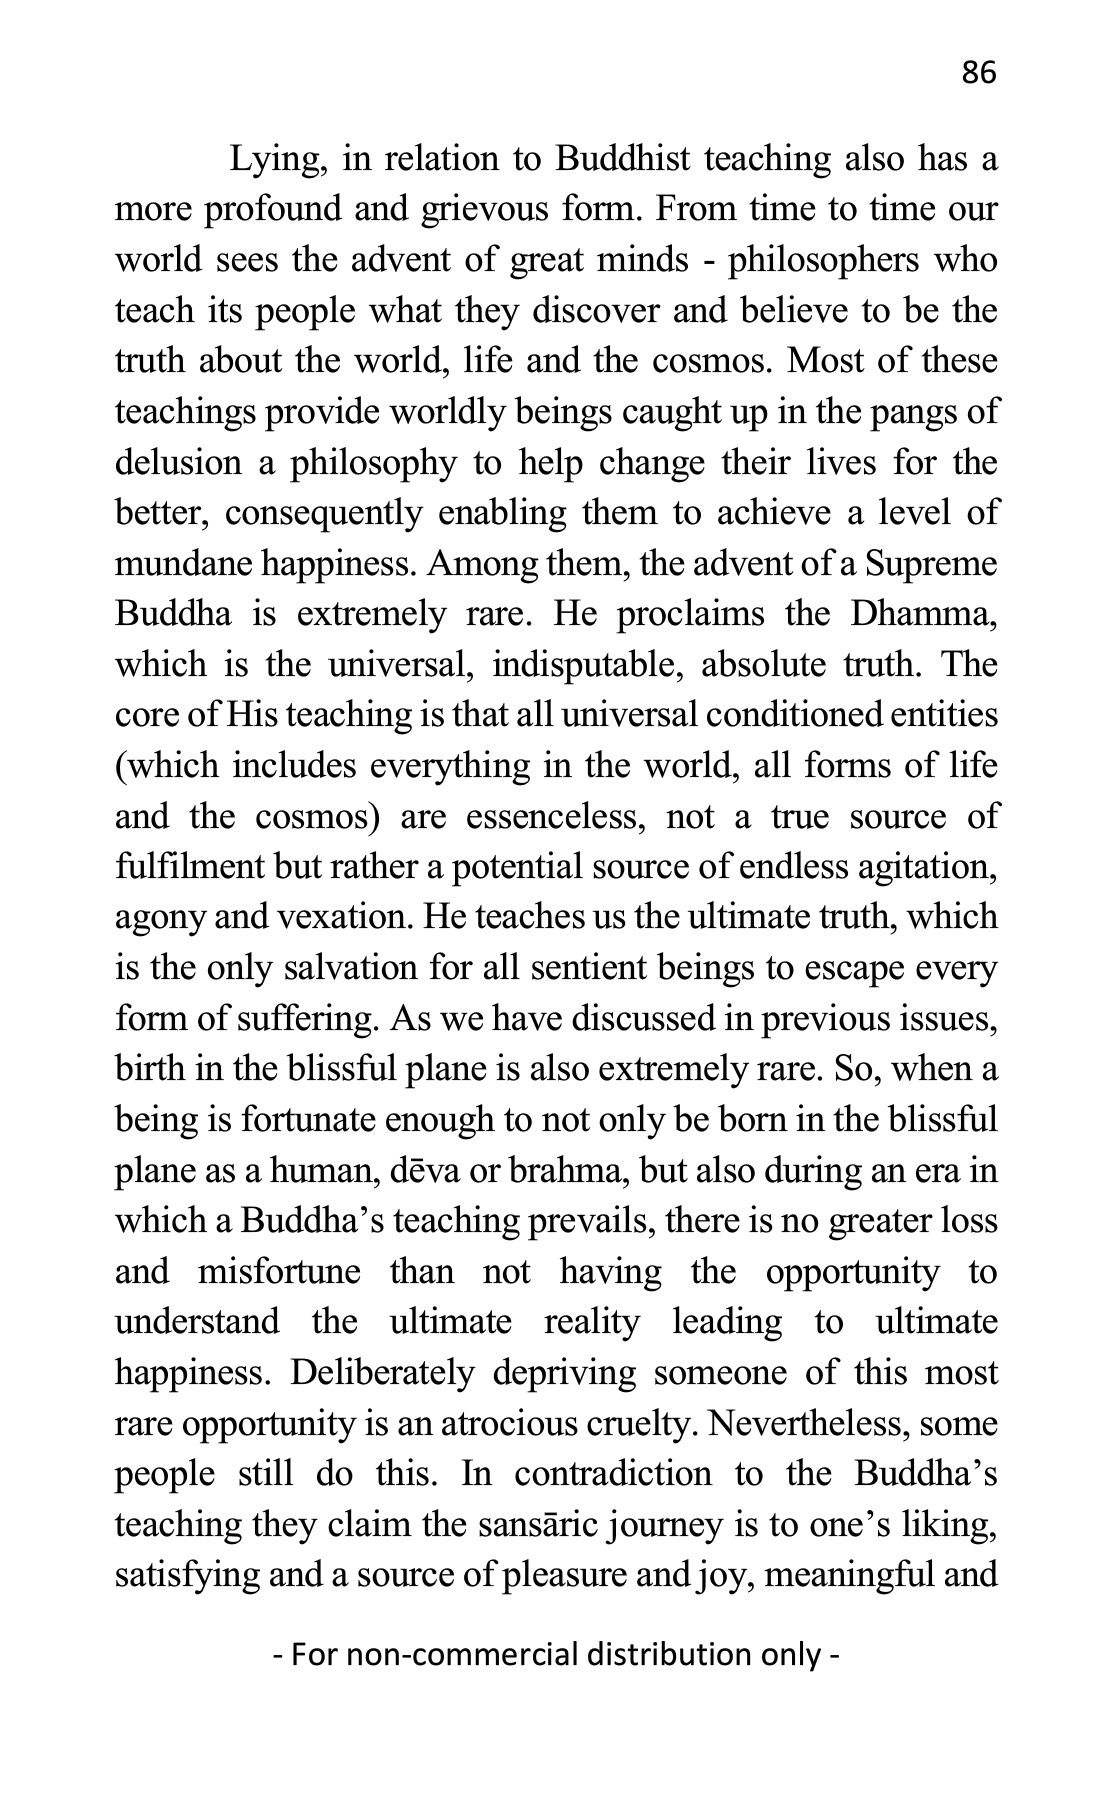 86
Lying, in relation to Buddhist teaching also has a
more profound and grievous form. From time to time our
world sees the advent of great minds - philosophers who
teach its people what they discover and believe to be the
truth about the world, life and the cosmos. Most of these
teachings provide worldly beings caught up in the pangs of
delusion a philosophy to help change their lives for the
better, consequently enabling them to achieve a level of
mundane happiness. Among them, the advent of a Supreme
Buddha is extremely rare. He proclaims the Dhamma,
which is the universal, indisputable, absolute truth. The
core of His teaching is that all universal conditioned entities
(which includes everything in the world, all forms of life
and the cosmos) are essenceless, not a true source of
fulfilment but rather a potential source of endless agitation,
agony and vexation. He teaches us the ultimate truth, which
is the only salvation for all sentient beings to escape every
form of suffering. As we have discussed in previous issues,
birth in the blissful plane is also extremely rare. So, when a
being is fortunate enough to not only be born in the blissful
plane as a human, dēva or brahma, but also during an era in
which a Buddha’s teaching prevails, there is no greater loss
and misfortune than not having the opportunity to
understand the ultimate reality leading to ultimate
happiness. Deliberately depriving someone of this most
rare opportunity is an atrocious cruelty. Nevertheless, some
people still do this. In contradiction to the Buddha’s
teaching they claim the sansāric journey is to one’s liking,
satisfying and a source of pleasure and joy, meaningful and
- For non-commercial distribution only -